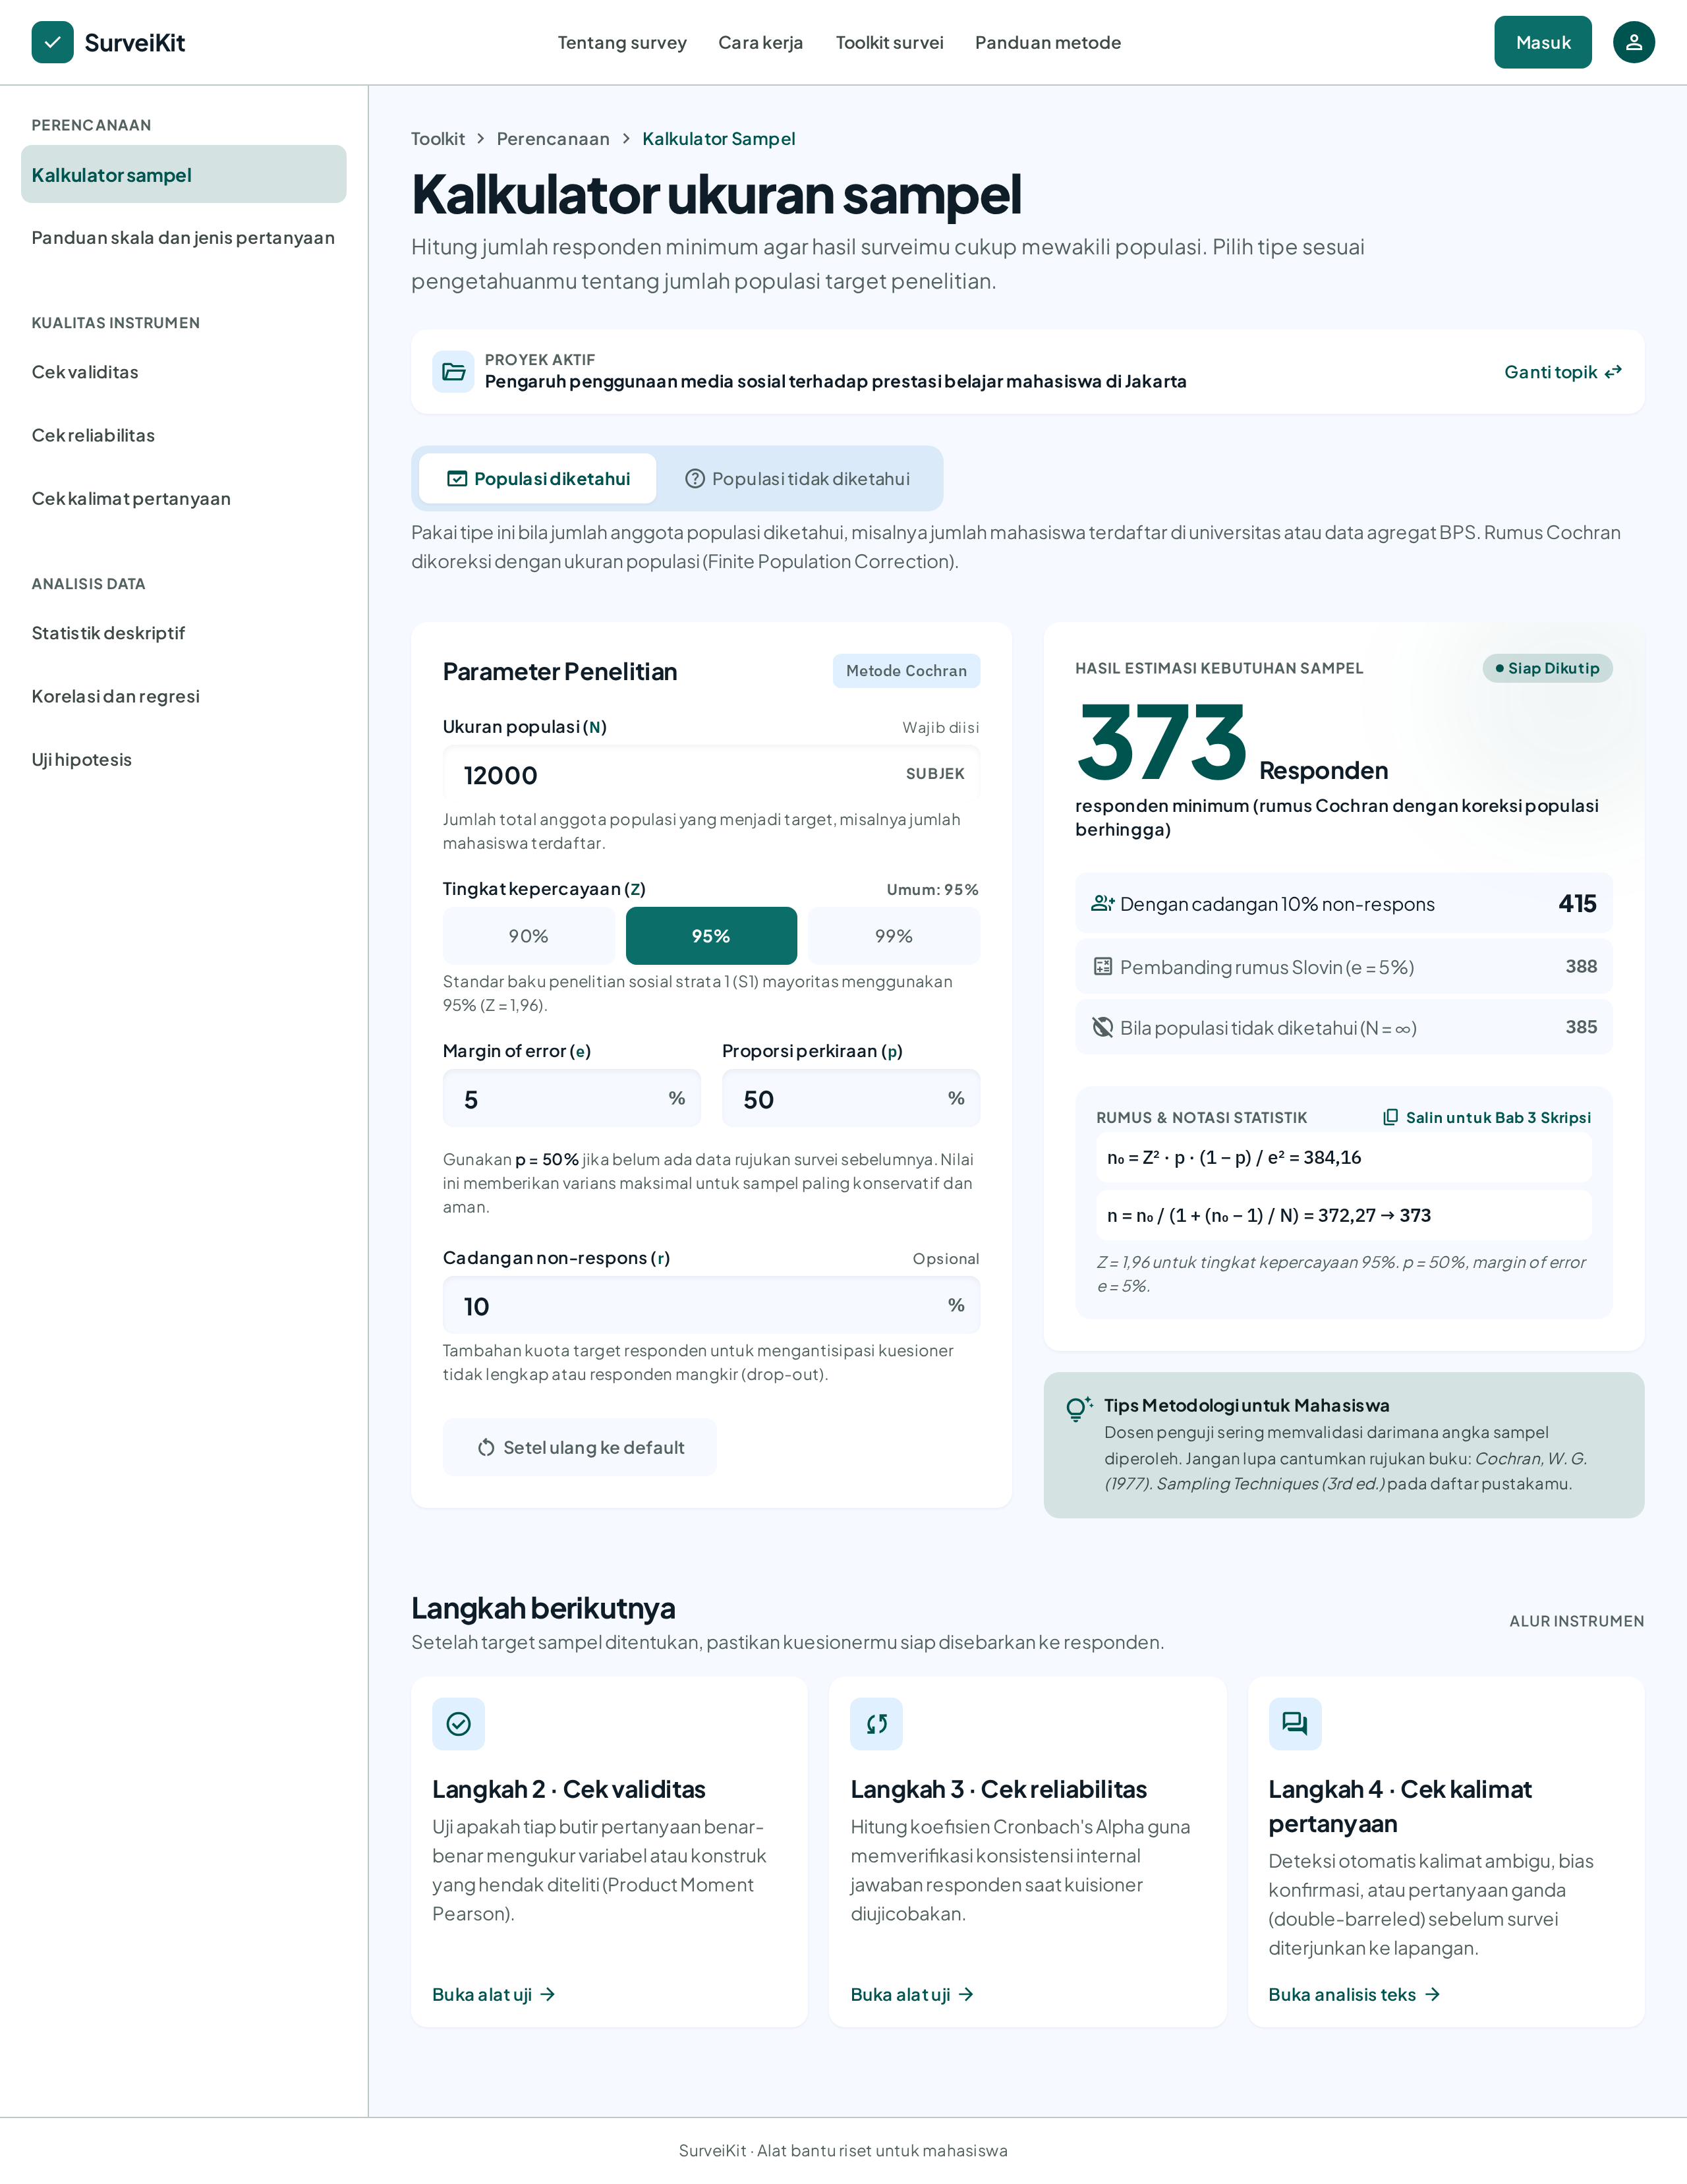 SurveiKit
Tentang survey
Cara kerja
Toolkit survei
Panduan metode
Masuk
PERENCANAAN
Kalkulator sampel
Panduan skala dan jenis pertanyaan
KUALITAS INSTRUMEN
Cek validitas
Cek reliabilitas
Cek kalimat pertanyaan
ANALISIS DATA
Statistik deskriptif
Korelasi dan regresi
Uji hipotesis
Toolkit > Perencanaan > Kalkulator Sampel
Kalkulator ukuran sampel
Hitung jumlah responden minimum agar hasil surveimu cukup mewakili populasi. Pilih tipe sesuai
pengetahuanmu tentang jumlah populasi target penelitian.
PROYEK AKTIF
Pengaruh penggunaan media sosial terhadap prestasi belajar mahasiswa di Jakarta
Ganti topik
Populasi diketahui
Populasi tidak diketahui
Pakai tipe ini bila jumlah anggota populasi diketahui, misalnya jumlah mahasiswa terdaftar di universitas atau data agregat BPS. Rumus Cochran
dikoreksi dengan ukuran populasi (Finite Population Correction).
Parameter Penelitian
Metode Cochran
Ukuran populasi (N)
Wajib diisi
12000
SUBJEK
Jumlah total anggota populasi yang menjadi target, misalnya jumlah
mahasiswa terdaftar.
Tingkat kepercayaan (Z)
Umum: 95%
90%
95%
99%
Standar baku penelitian sosial strata 1 (S1) mayoritas menggunakan
95% (Z = 1,96).
Margin of error (e)
Proporsi perkiraan (p)
5
%
50
%
Gunakan p = 50% jika belum ada data rujukan survei sebelumnya. Nilai
ini memberikan varians maksimal untuk sampel paling konservatif dan
aman.
Cadangan non-respons (r)
Opsional
10
%
Tambahan kuota target responden untuk mengantisipasi kuesioner
tidak lengkap atau responden mangkir (drop-out).
Setel ulang ke default
HASIL ESTIMASI KEBUTUHAN SAMPEL
Siap Dikutip
373 Responden
responden minimum (rumus Cochran dengan koreksi populasi
berhingga)
Dengan cadangan 10% non-respons
415
Pembanding rumus Slovin (e = 5%)
388
Bila populasi tidak diketahui (N = ∞)
385
RUMUS & NOTASI STATISTIK
Salin untuk Bab 3 Skripsi
n₀ = Z² · p · (1 − p) / e² = 384,16
n = n₀ / (1 + (n₀ − 1) / N) = 372,27 → 373
Z = 1,96 untuk tingkat kepercayaan 95%. p = 50%, margin of error
e = 5%.
Tips Metodologi untuk Mahasiswa
Dosen penguji sering memvalidasi darimana angka sampel
diperoleh. Jangan lupa cantumkan rujukan buku: Cochran, W. G.
(1977). Sampling Techniques (3rd ed.) pada daftar pustakamu.
Langkah berikutnya
Setelah target sampel ditentukan, pastikan kuesionermu siap disebarkan ke responden.
ALUR INSTRUMEN
Langkah 2 · Cek validitas
Uji apakah tiap butir pertanyaan benar-
benar mengukur variabel atau konstruk
yang hendak diteliti (Product Moment
Pearson).
Buka alat uji →
Langkah 3 · Cek reliabilitas
Hitung koefisien Cronbach's Alpha guna
memverifikasi konsistensi internal
jawaban responden saat kuisioner
diujicobakan.
Buka alat uji →
Langkah 4 · Cek kalimat
pertanyaan
Deteksi otomatis kalimat ambigu, bias
konfirmasi, atau pertanyaan ganda
(double-barreled) sebelum survei
diterjunkan ke lapangan.
Buka analisis teks →
SurveiKit · Alat bantu riset untuk mahasiswa